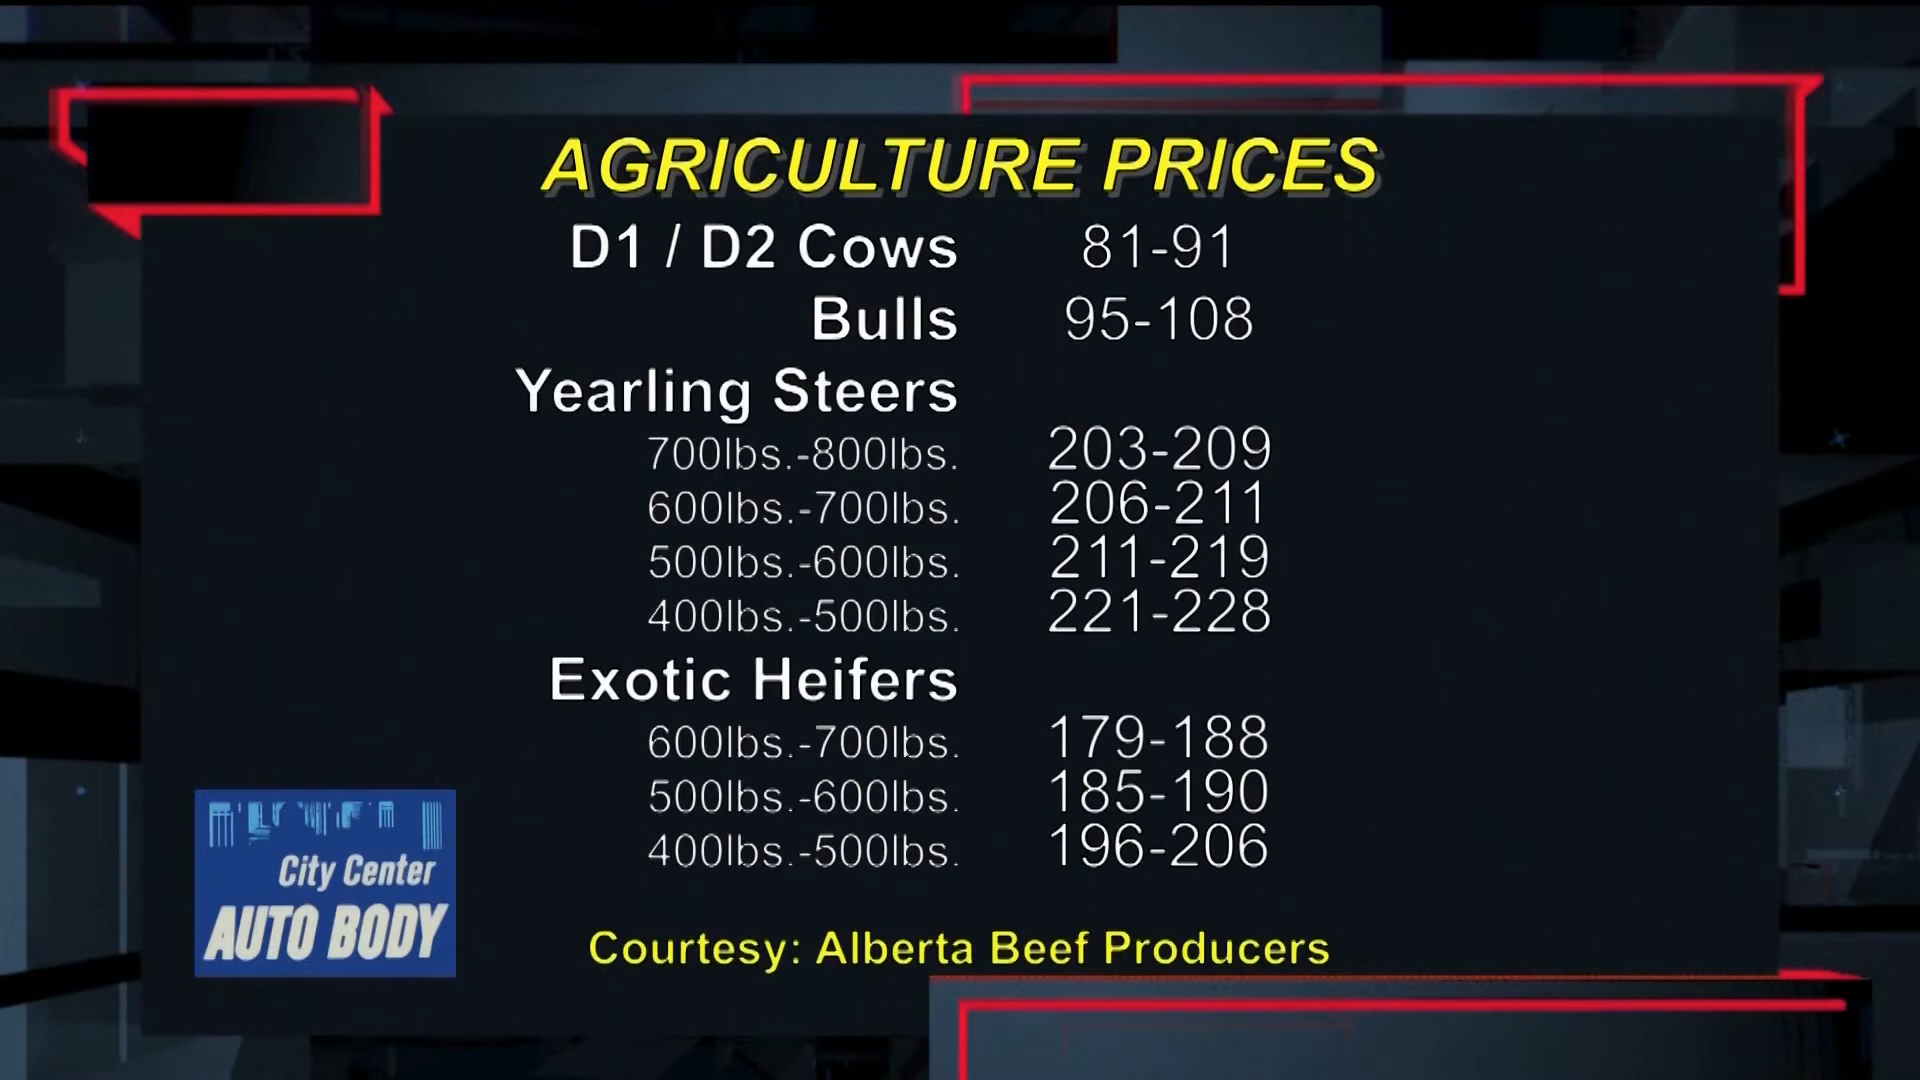 AGRICULTURE PRICES
D1 / D2 Cows 81-91
Bulls 95-108
Yearling Steers
700lbs.-800lbs. 203-209
600lbs.-700lbs. 206-211
500lbs.-600lbs. 211-219
400lbs.-500lbs. 221-228
Exotic Heifers
600lbs.-700lbs. 179-188
500lbs.-600lbs. 185-190
400lbs.-500lbs. 196-206
City Center
AUTO BODY
Courtesy: Alberta Beef Producers